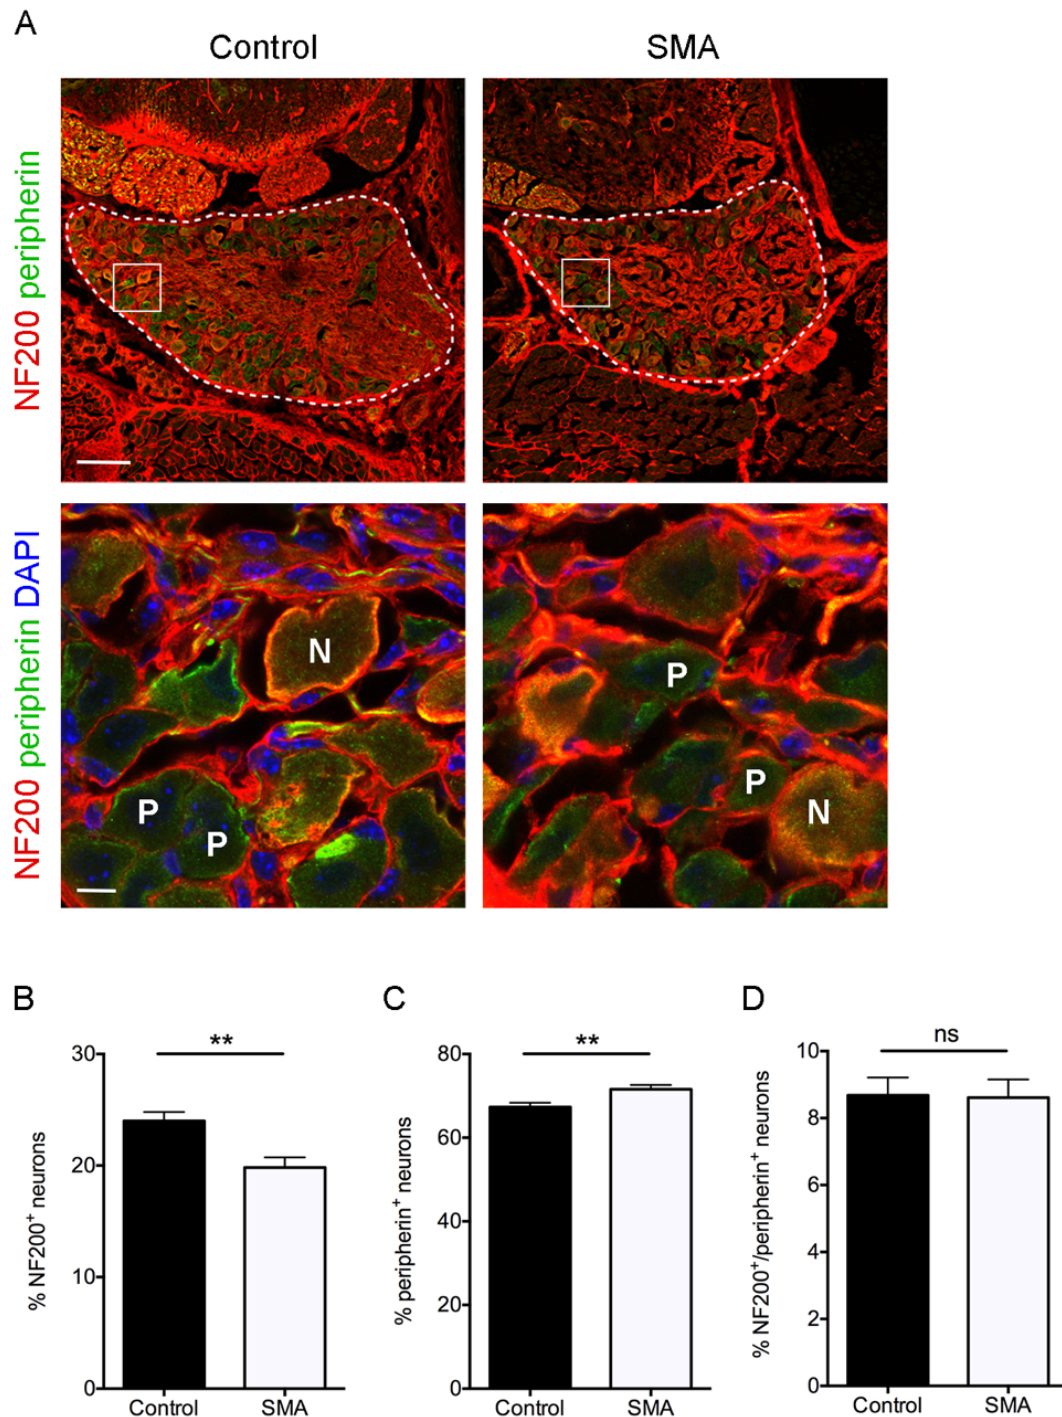 A
Control SMA
NF200 peripherin
NF200 peripherin DAPI
N
P
P
P
P
N
B
% NF200⁺ neurons
30
20
10
0
**
Control SMA
C
% peripherin⁺ neurons
80
60
40
20
0
**
Control SMA
D
% NF200⁺/peripherin⁺ neurons
10
8
6
4
2
0
ns
Control SMA